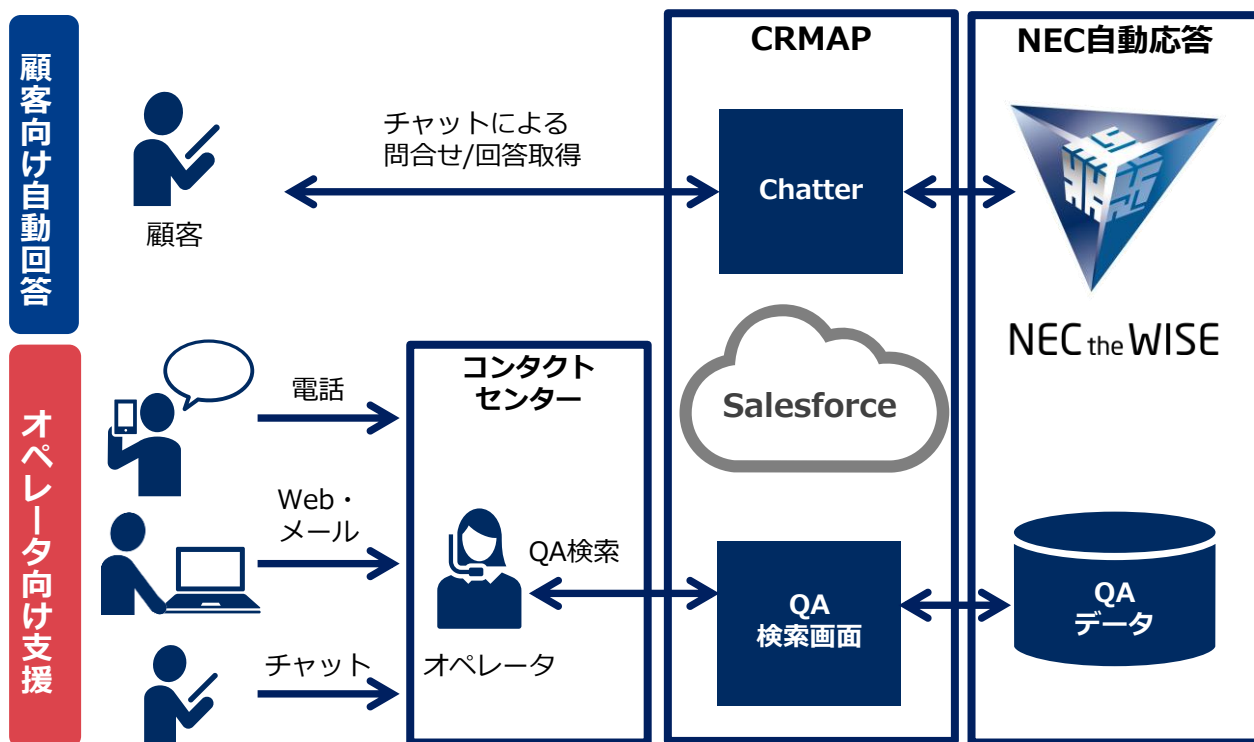 顧客向け自動回答
顧客
チャットによる
問合せ/回答取得
CRMAP
Chatter
NEC自動応答
NEC the WISE
Salesforce
オペレータ向け支援
電話
Web・
メール
チャット
コンタクト
センター
オペレータ
QA検索
QA
検索画面
QA
データ